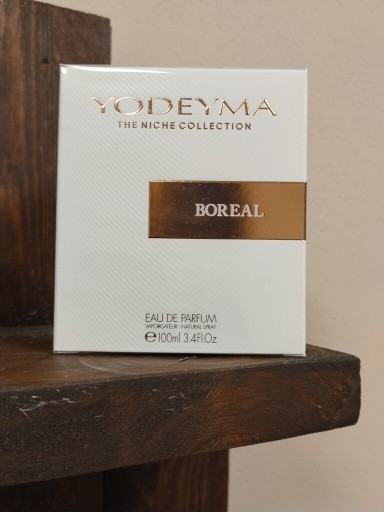 YODEYMA
THE NICHE COLLECTION
BOREAL
EAU DE PARFUM
VAPORISATEUR - NATURAL SPRAY
℮100ml 3.4Fl.Oz